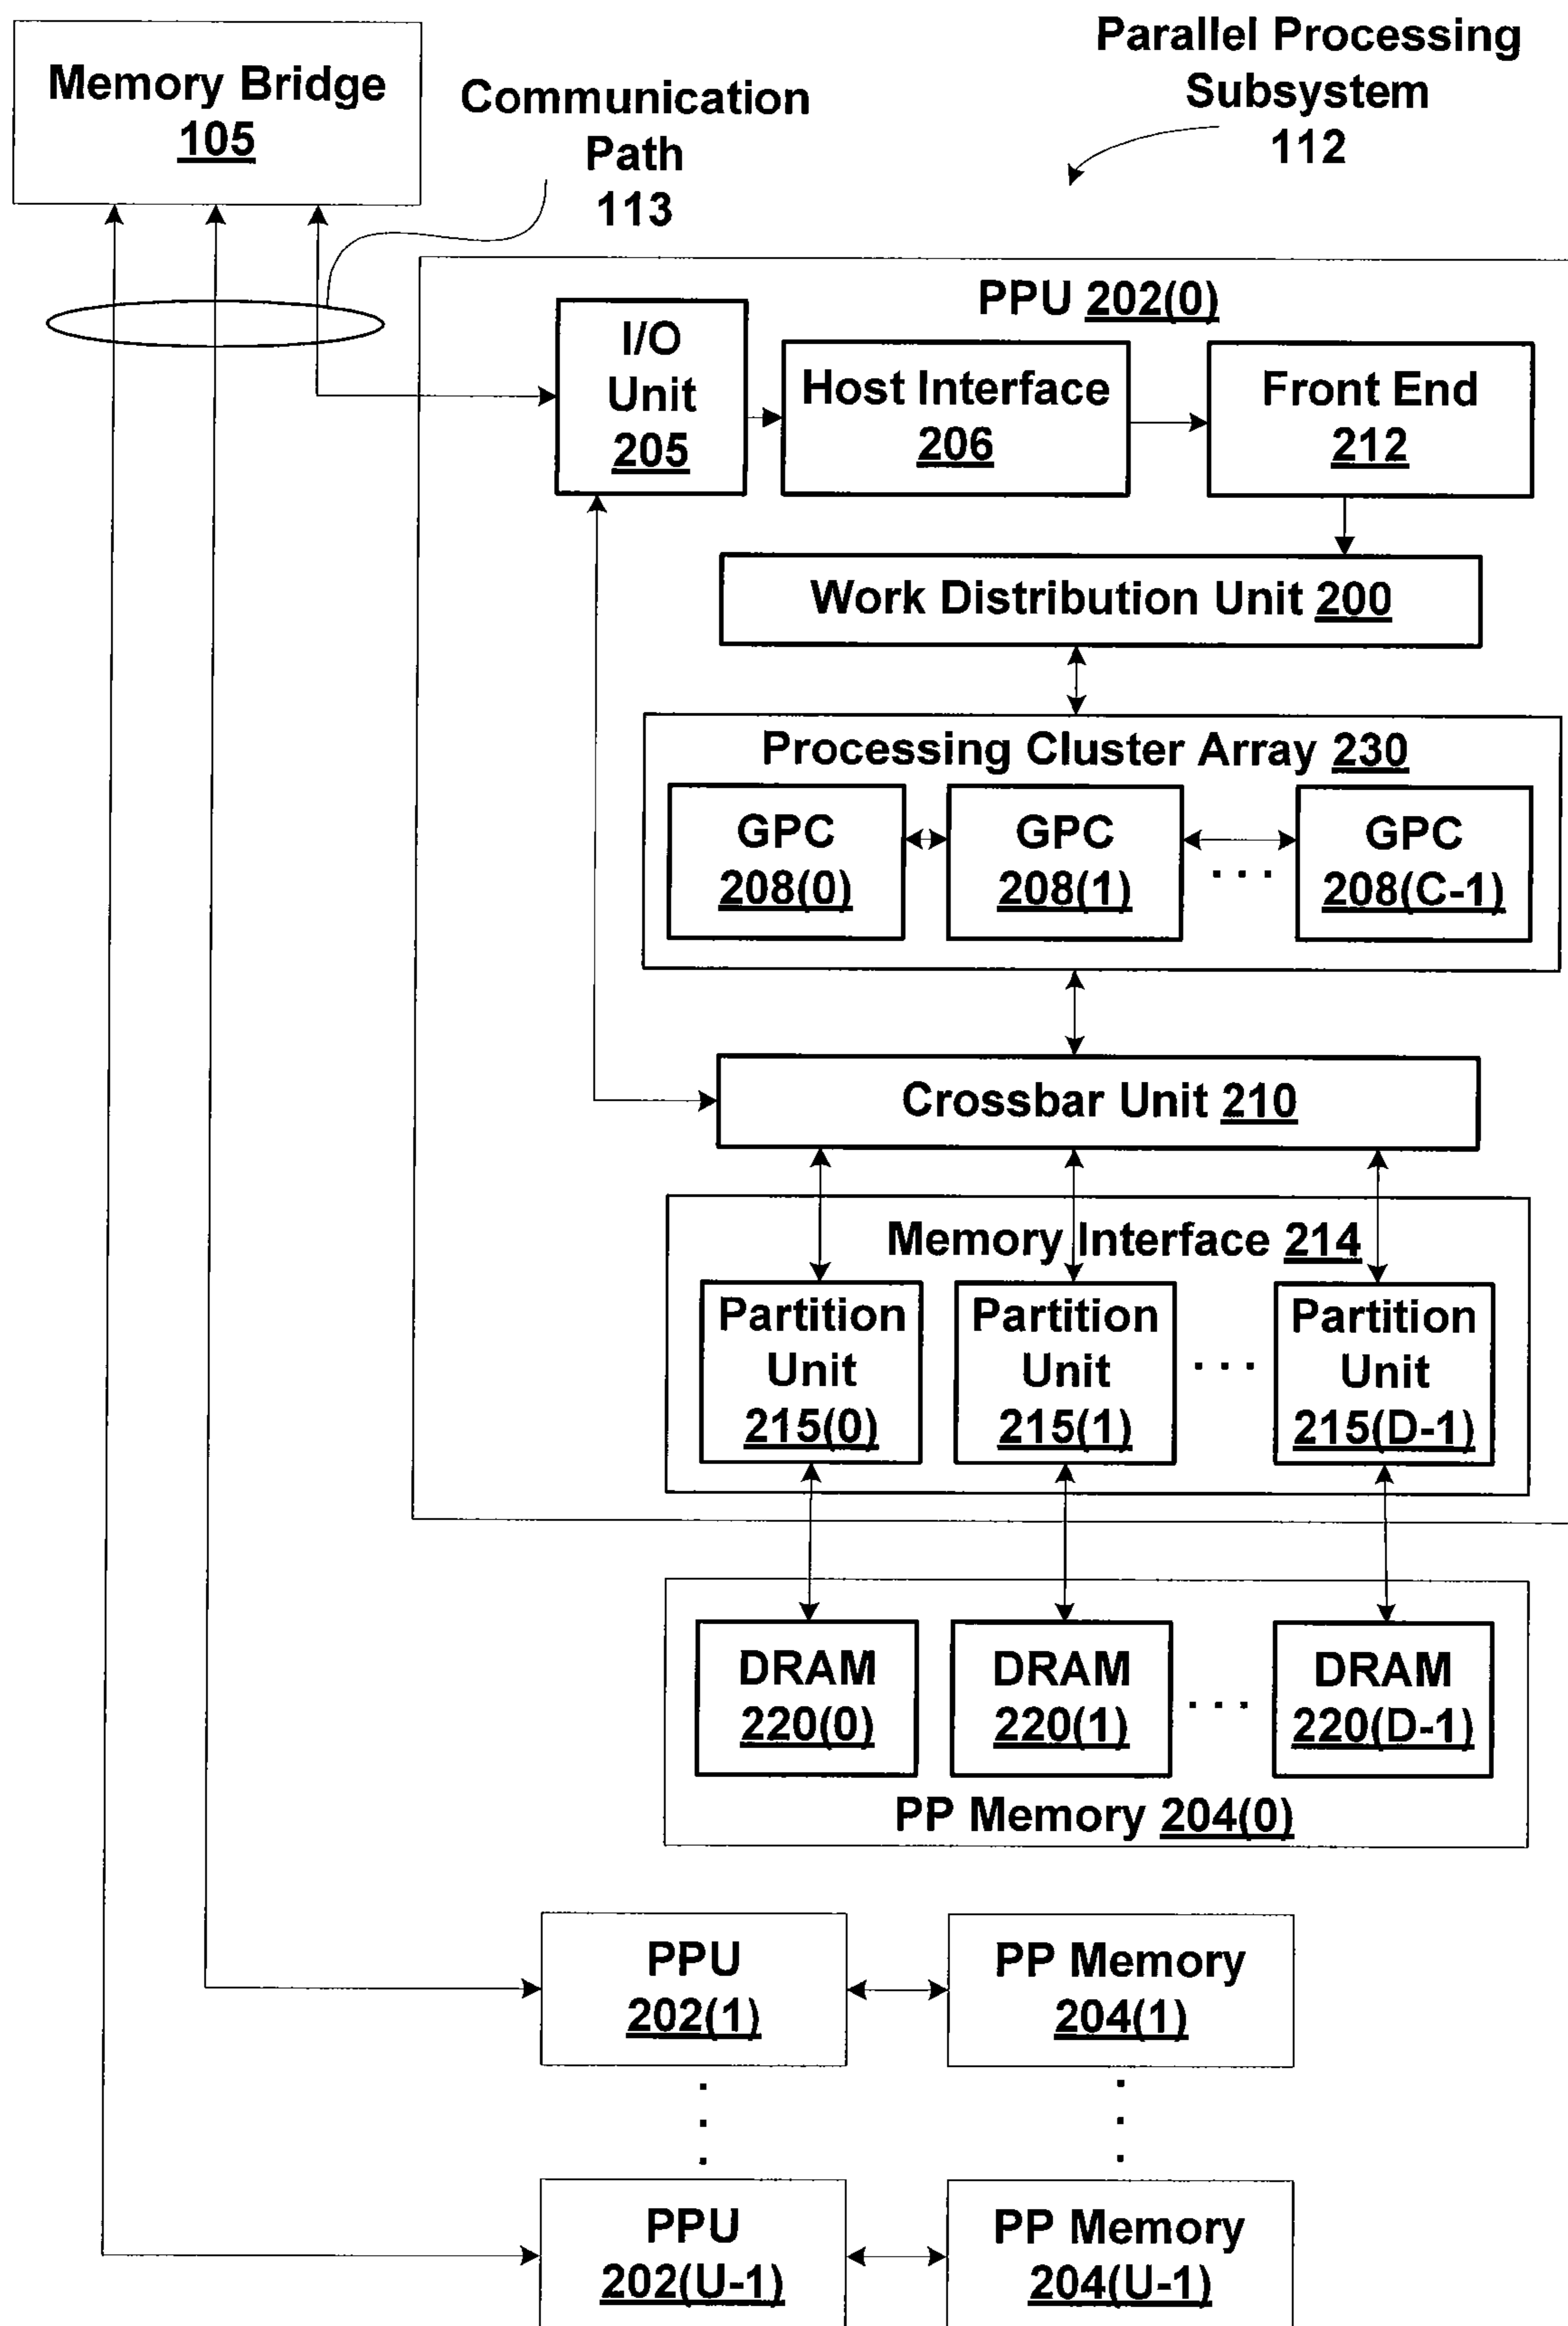 Parallel Processing
Subsystem
112
Memory Bridge
105
Communication
Path
113
PPU 202(0)
I/O
Unit
205
Host Interface
206
Front End
212
Work Distribution Unit 200
Processing Cluster Array 230
GPC
208(0)
GPC
208(1)
. . .
GPC
208(C-1)
Crossbar Unit 210
Memory Interface 214
Partition
Unit
215(0)
Partition
Unit
215(1)
. . .
Partition
Unit
215(D-1)
DRAM
220(0)
DRAM
220(1)
. . .
DRAM
220(D-1)
PP Memory 204(0)
PPU
202(1)
PP Memory
204(1)
PPU
202(U-1)
PP Memory
204(U-1)